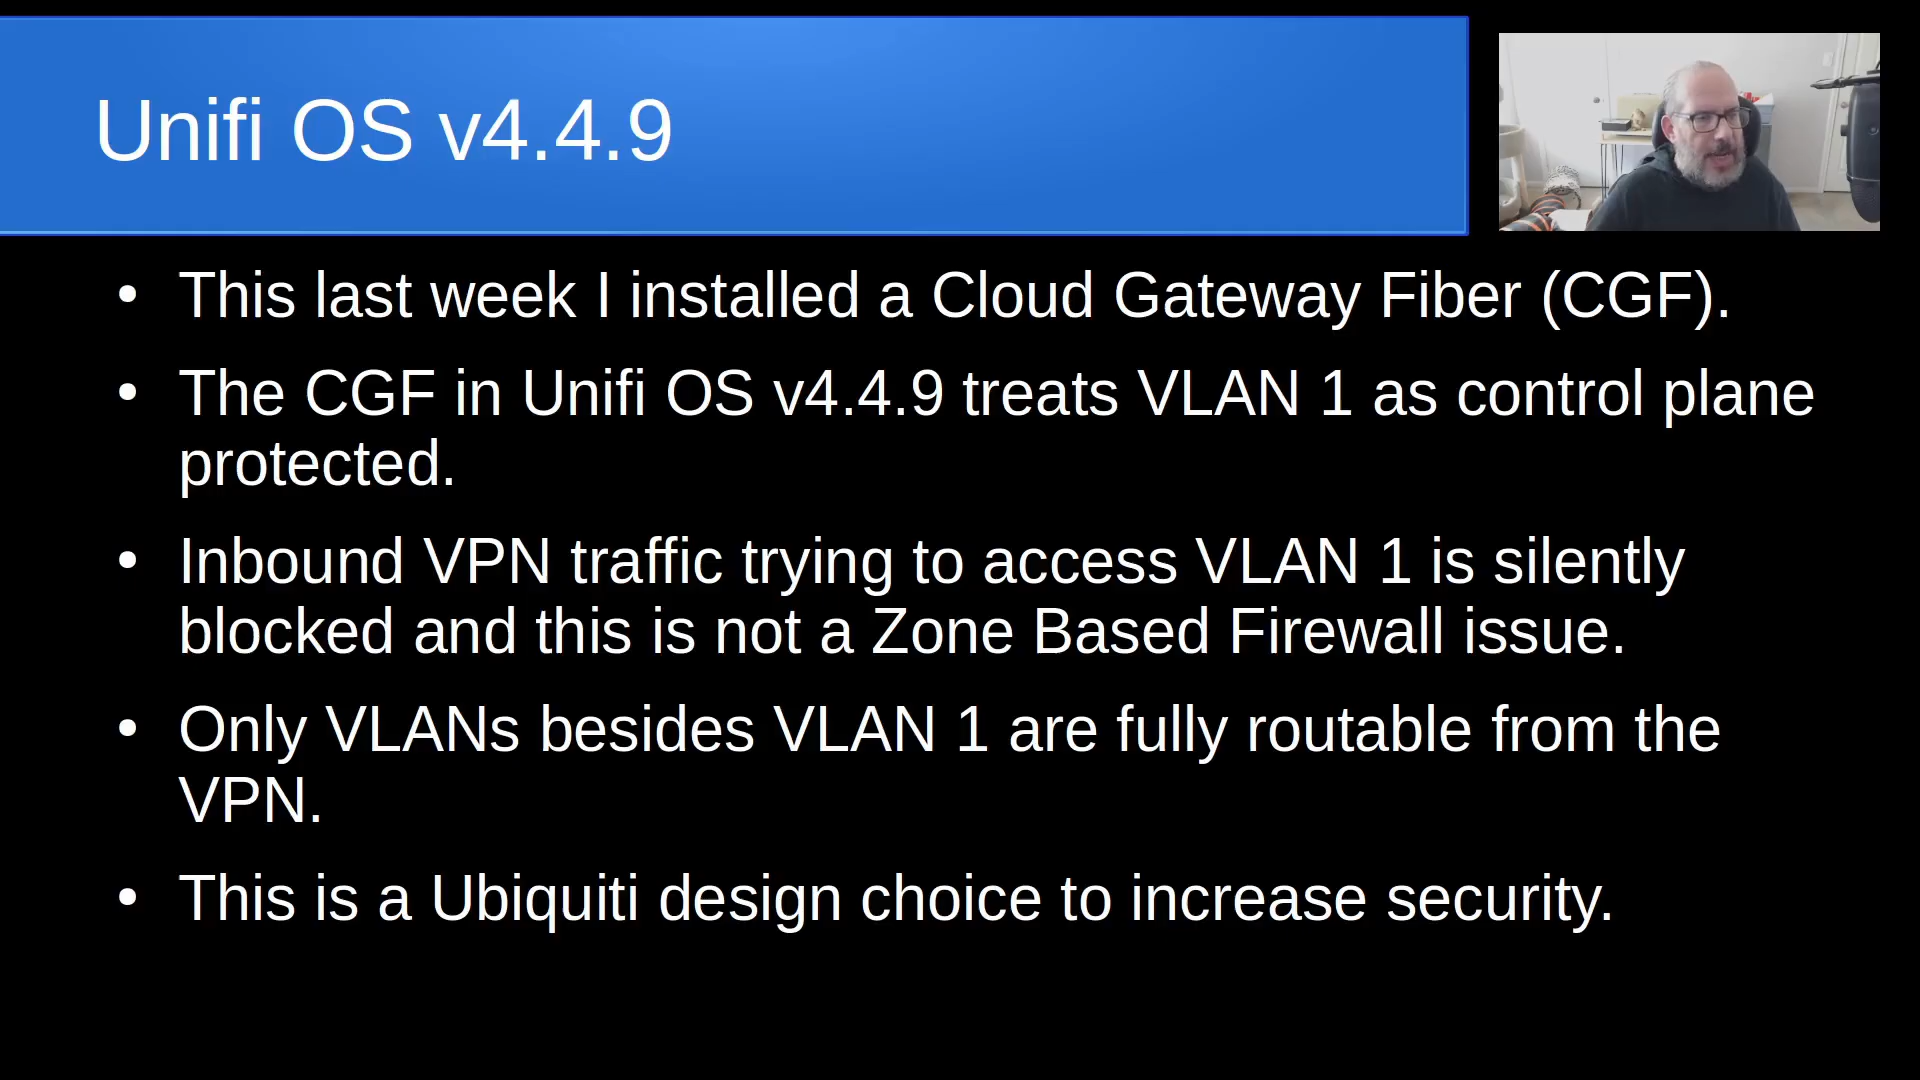 Unifi OS v4.4.9
• This last week I installed a Cloud Gateway Fiber (CGF).
• The CGF in Unifi OS v4.4.9 treats VLAN 1 as control plane
protected.
• Inbound VPN traffic trying to access VLAN 1 is silently
blocked and this is not a Zone Based Firewall issue.
• Only VLANs besides VLAN 1 are fully routable from the
VPN.
• This is a Ubiquiti design choice to increase security.